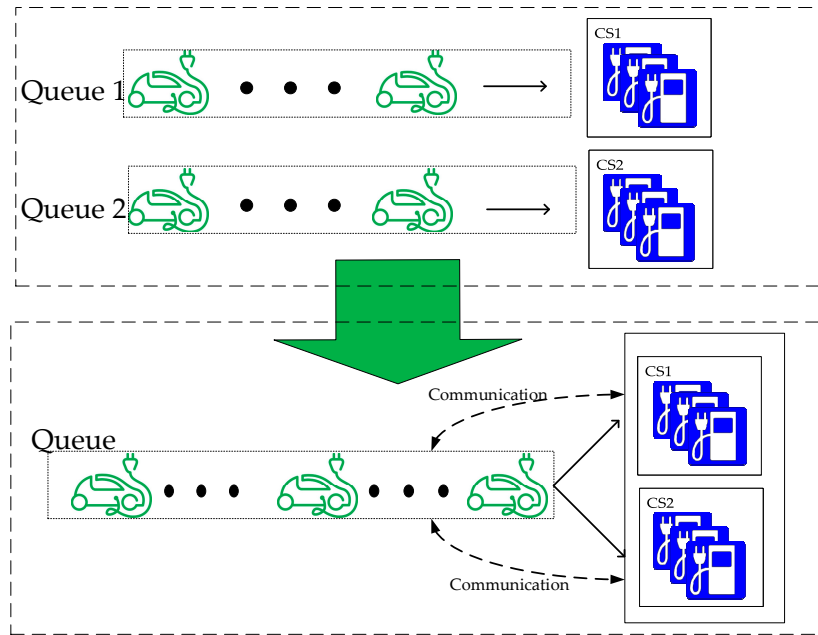 CS1
Queue 1
CS2
Queue 2
CS1
Communication
Queue
CS2
Communication